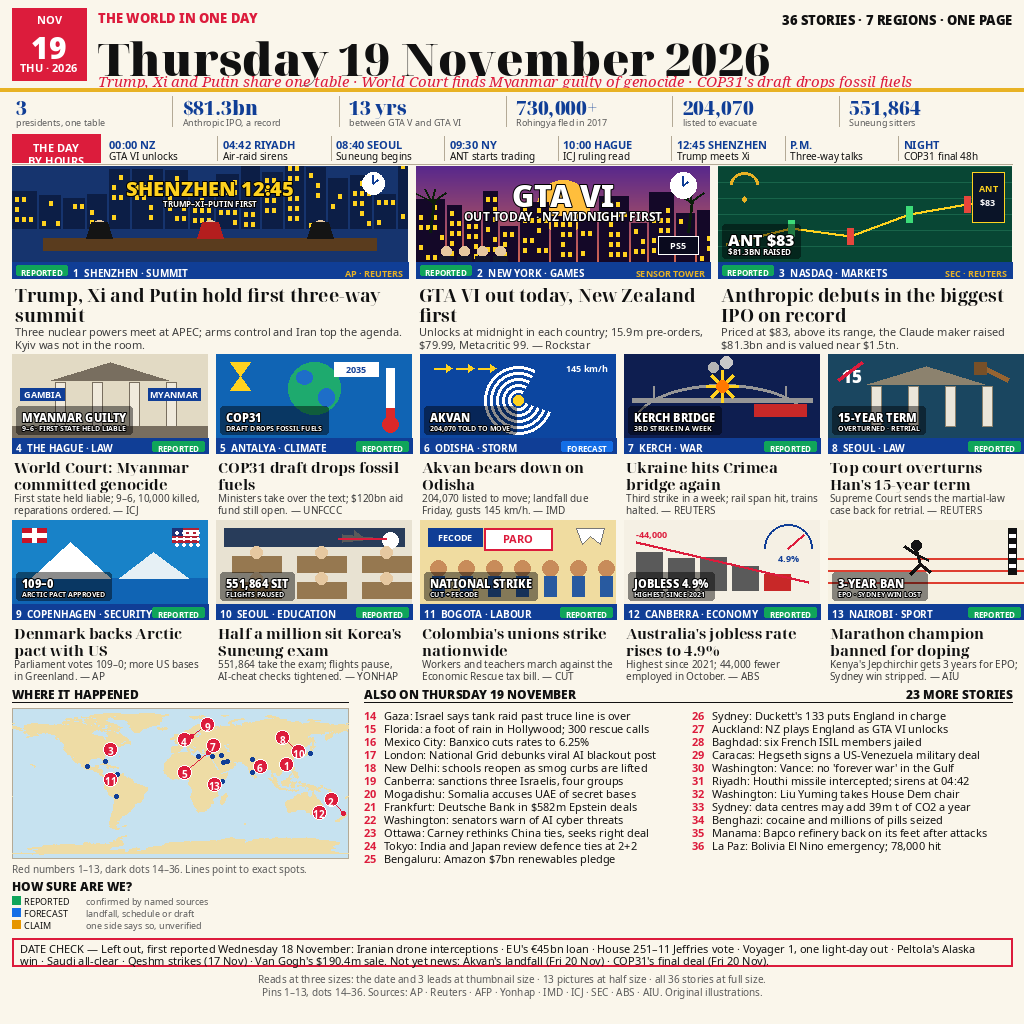 NOV
19
THU · 2026
THE WORLD IN ONE DAY
36 STORIES · 7 REGIONS · ONE PAGE
Thursday 19 November 2026
Trump, Xi and Putin share one table · World Court finds Myanmar guilty of genocide · COP31's draft drops fossil fuels
3
presidents, one table
$81.3bn
Anthropic IPO, a record
13 yrs
between GTA V and GTA VI
730,000+
Rohingya fled in 2017
204,070
listed to evacuate
551,864
Suneung sitters
THE DAY
BY HOURS
00:00 NZ
GTA VI unlocks
04:42 RIYADH
Air-raid sirens
08:40 SEOUL
Suneung begins
09:30 NY
ANT starts trading
10:00 HAGUE
ICJ ruling read
12:45 SHENZHEN
Trump meets Xi
P.M.
Three-way talks
NIGHT
COP31 final 48h
SHENZHEN 12:45
TRUMP–XI–PUTIN FIRST
REPORTED 1 SHENZHEN · SUMMIT AP · REUTERS
Trump, Xi and Putin hold first three-way
summit
Three nuclear powers meet at APEC; arms control and Iran top the agenda.
Kyiv was not in the room.
GTA VI
OUT TODAY · NZ MIDNIGHT FIRST
PS5
REPORTED 2 NEW YORK · GAMES SENSOR TOWER
GTA VI out today, New Zealand
first
Unlocks at midnight in each country; 15.9m pre-orders,
$79.99, Metacritic 99. — Rockstar
ANT
$83
ANT $83
$81.3BN RAISED
REPORTED 3 NASDAQ · MARKETS SEC · REUTERS
Anthropic debuts in the biggest
IPO on record
Priced at $83, above its range, the Claude maker raised
$81.3bn and is valued near $1.5tn.
GAMBIA
MYANMAR
MYANMAR GUILTY
9–6 · FIRST STATE HELD LIABLE
4 THE HAGUE · LAW REPORTED
World Court: Myanmar
committed genocide
First state held liable; 9–6, 10,000 killed,
reparations ordered. — ICJ
2035
COP31
DRAFT DROPS FOSSIL FUELS
5 ANTALYA · CLIMATE REPORTED
COP31 draft drops fossil
fuels
Ministers take over the text; $120bn aid
fund still open. — UNFCCC
145 km/h
AKVAN
204,070 TOLD TO MOVE
6 ODISHA · STORM FORECAST
Akvan bears down on
Odisha
204,070 listed to move; landfall due
Friday, gusts 145 km/h. — IMD
KERCH BRIDGE
3RD STRIKE IN A WEEK
7 KERCH · WAR REPORTED
Ukraine hits Crimea
bridge again
Third strike in a week; rail span hit, trains
halted. — REUTERS
15
15-YEAR TERM
OVERTURNED · RETRIAL
8 SEOUL · LAW REPORTED
Top court overturns
Han's 15-year term
Supreme Court sends the martial-law
case back for retrial. — REUTERS
109–0
ARCTIC PACT APPROVED
9 COPENHAGEN · SECURITY REPORTED
Denmark backs Arctic
pact with US
Parliament votes 109–0; more US bases
in Greenland. — AP
551,864 SIT
FLIGHTS PAUSED
10 SEOUL · EDUCATION REPORTED
Half a million sit Korea's
Suneung exam
551,864 take the exam; flights pause,
AI-cheat checks tightened. — YONHAP
FECODE
PARO
NATIONAL STRIKE
CUT + FECODE
11 BOGOTA · LABOUR REPORTED
Colombia's unions strike
nationwide
Workers and teachers march against the
Economic Rescue tax bill. — CUT
-44,000
4.9%
JOBLESS 4.9%
HIGHEST SINCE 2021
12 CANBERRA · ECONOMY REPORTED
Australia's jobless rate
rises to 4.9%
Highest since 2021; 44,000 fewer
employed in October. — ABS
3-YEAR BAN
EPO · SYDNEY WIN LOST
13 NAIROBI · SPORT REPORTED
Marathon champion
banned for doping
Kenya's Jepchirchir gets 3 years for EPO;
Sydney win stripped. — AIU
WHERE IT HAPPENED
9
4
7
3
8
10
5
6
1
11
13
2
12
Red numbers 1–13, dark dots 14–36. Lines point to exact spots.
HOW SURE ARE WE?
REPORTED confirmed by named sources
FORECAST landfall, schedule or draft
CLAIM one side says so, unverified
ALSO ON THURSDAY 19 NOVEMBER
23 MORE STORIES
14 Gaza: Israel says tank raid past truce line is over
15 Florida: a foot of rain in Hollywood; 300 rescue calls
16 Mexico City: Banxico cuts rates to 6.25%
17 London: National Grid debunks viral AI blackout post
18 New Delhi: schools reopen as smog curbs are lifted
19 Canberra: sanctions three Israelis, four groups
20 Mogadishu: Somalia accuses UAE of secret bases
21 Frankfurt: Deutsche Bank in $582m Epstein deals
22 Washington: senators warn of AI cyber threats
23 Ottawa: Carney rethinks China ties, seeks right deal
24 Tokyo: India and Japan review defence ties at 2+2
25 Bengaluru: Amazon $7bn renewables pledge
26 Sydney: Duckett's 133 puts England in charge
27 Auckland: NZ plays England as GTA VI unlocks
28 Baghdad: six French ISIL members jailed
29 Caracas: Hegseth signs a US-Venezuela military deal
30 Washington: Vance: no 'forever war' in the Gulf
31 Riyadh: Houthi missile intercepted; sirens at 04:42
32 Washington: Liu Yuming takes House Dem chair
33 Sydney: data centres may add 39m t of CO2 a year
34 Benghazi: cocaine and millions of pills seized
35 Manama: Bapco refinery back on its feet after attacks
36 La Paz: Bolivia El Nino emergency; 78,000 hit
DATE CHECK — Left out, first reported Wednesday 18 November: Iranian drone interceptions · EU's €45bn loan · House 251–11 Jeffries vote · Voyager 1, one light-day out · Peltola's Alaska
win · Saudi all-clear · Qeshm strikes (17 Nov) · Van Gogh's $190.4m sale. Not yet news: Akvan's landfall (Fri 20 Nov) · COP31's final deal (Fri 20 Nov).
Reads at three sizes: the date and 3 leads at thumbnail size · 13 pictures at half size · all 36 stories at full size.
Pins 1–13, dots 14–36. Sources: AP · Reuters · AFP · Yonhap · IMD · ICJ · SEC · ABS · AIU. Original illustrations.